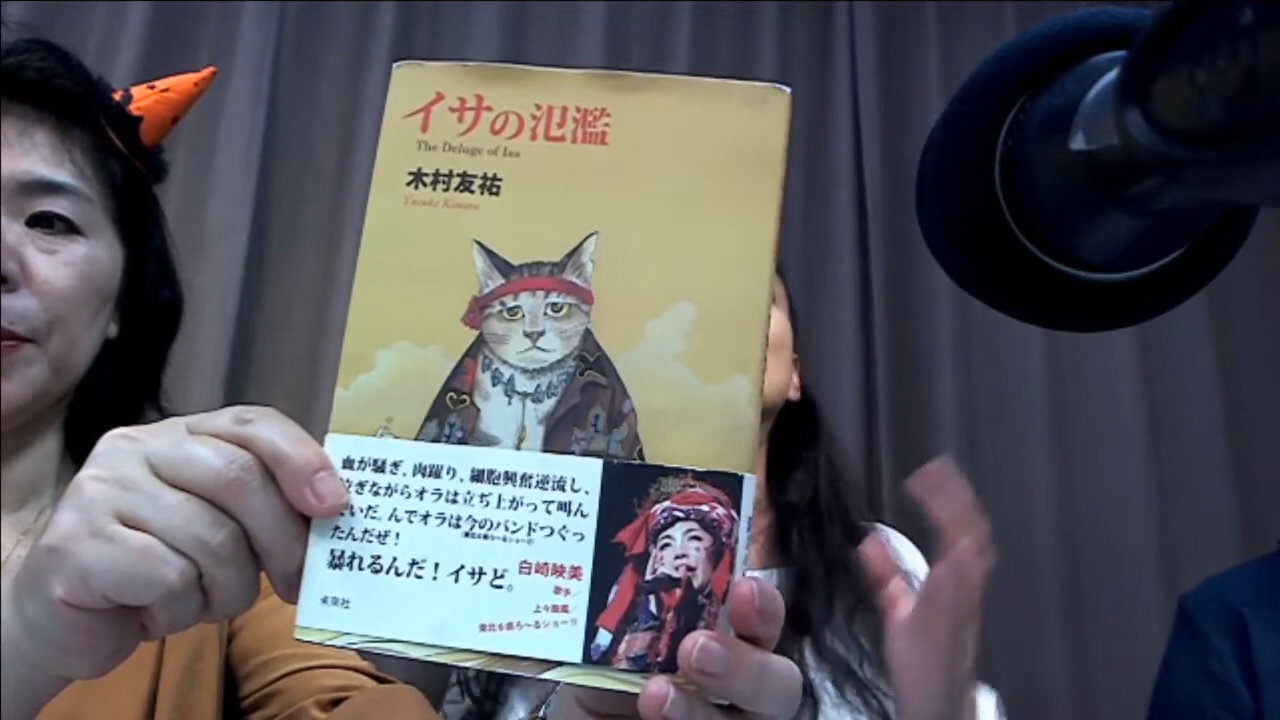 イサの氾濫
The Deluge of Isa
木村友祐
Yusuke Kimura
血が騒ぎ、肉躍り、細胞興奮逆流し、
泣ぎながらオラは立ち上がって叫ん
でいだ。んでオラは今のバンドつぐっ
たんだぜ!
暴れるんだ!イサど。
白崎映美
歌手/
上々颱風/
東北6県ろ〜るショー!!
未來社